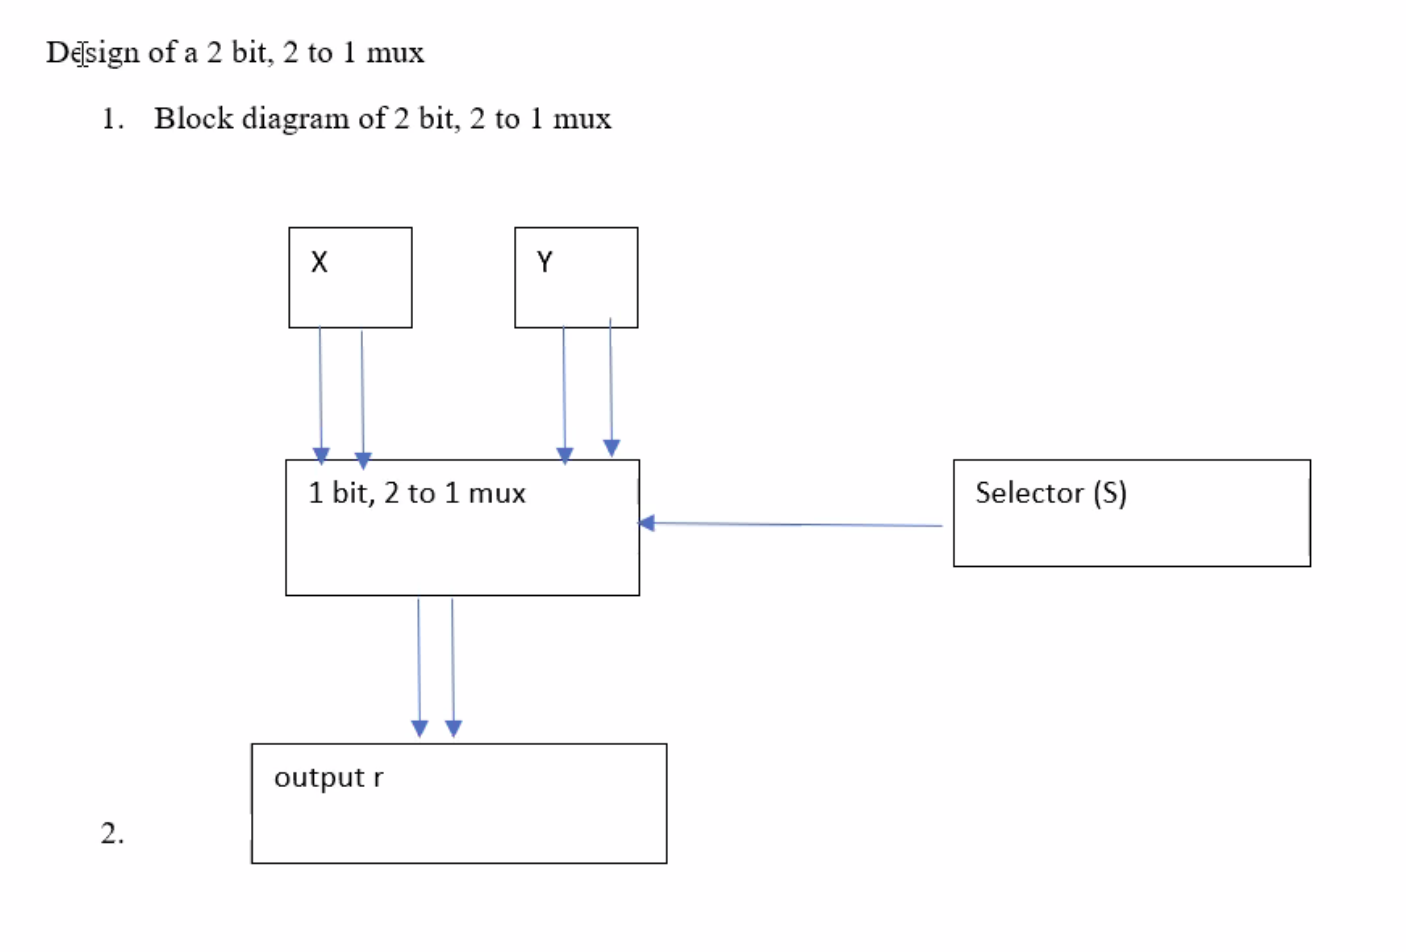 Design of a 2 bit, 2 to 1 mux
1. Block diagram of 2 bit, 2 to 1 mux
X
Y
1 bit, 2 to 1 mux
Selector (S)
output r
2.